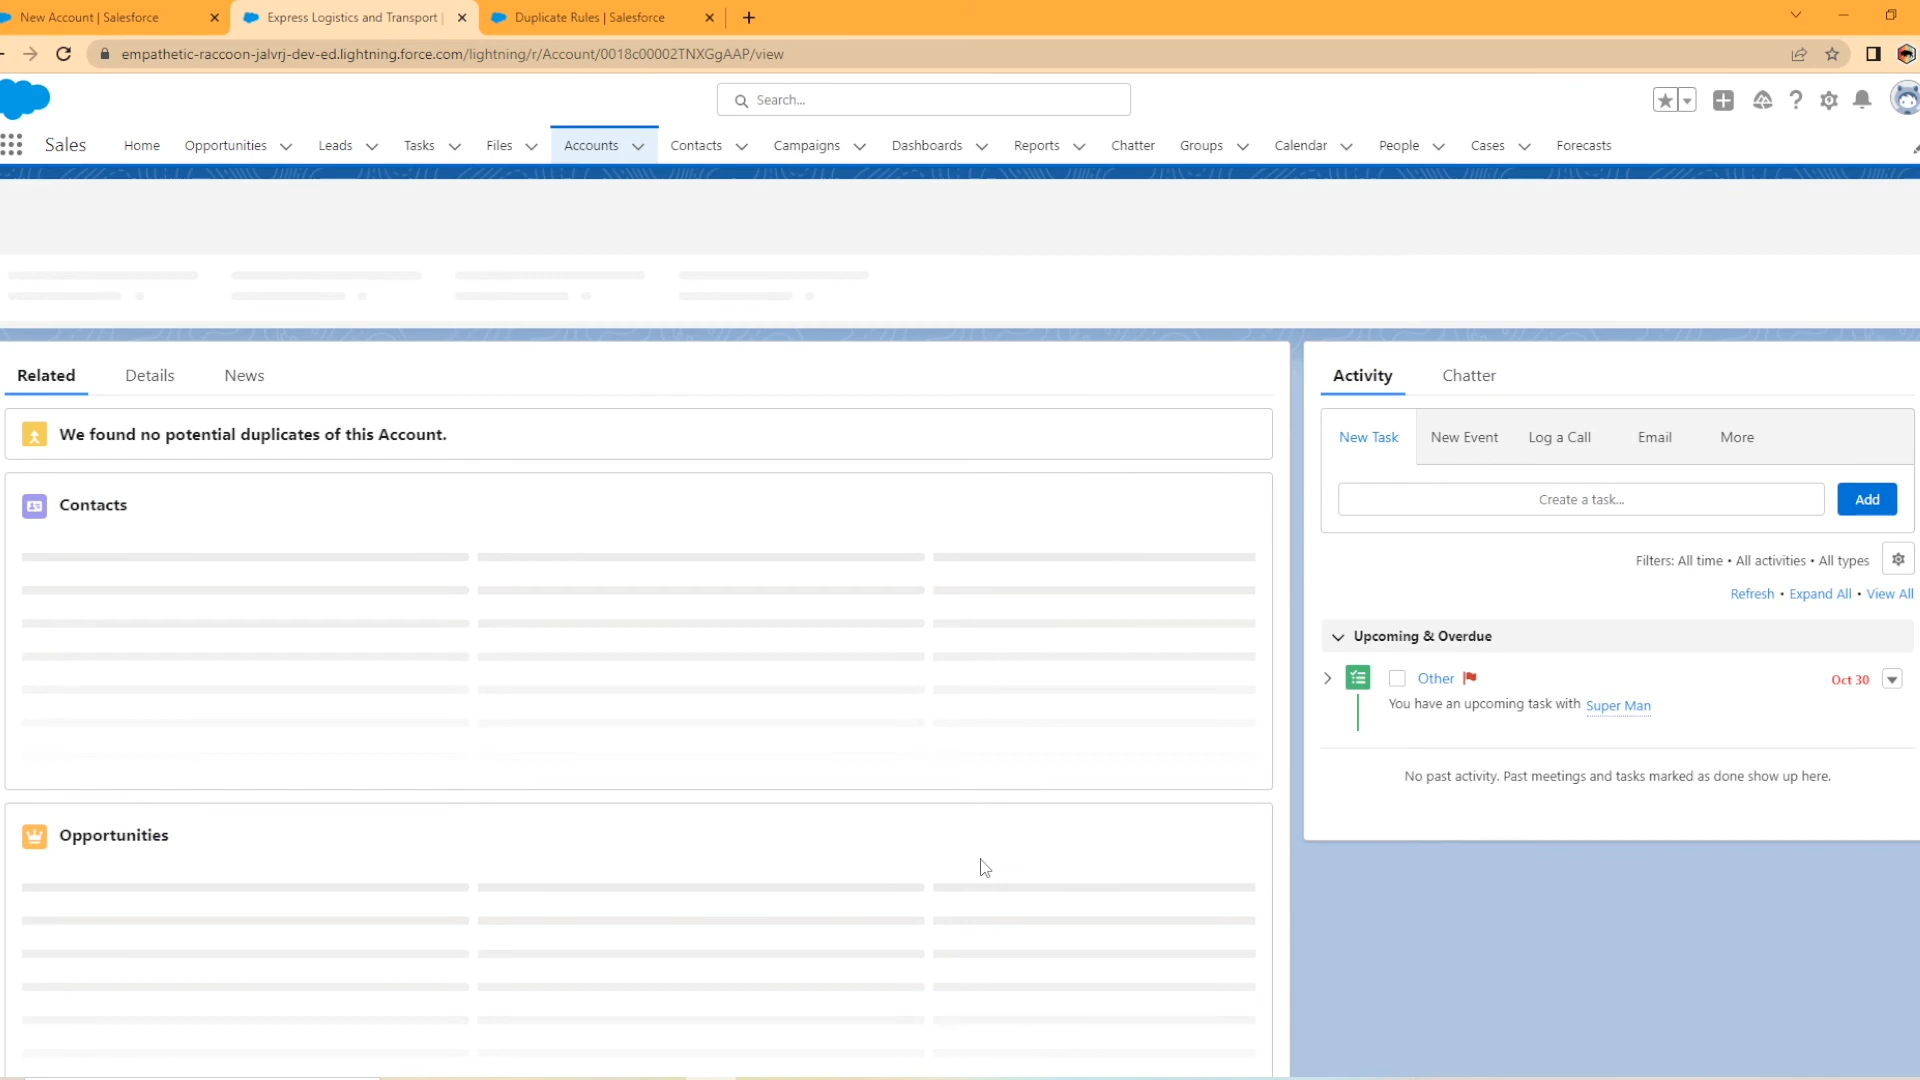 New Account | Salesforce
Express Logistics and Transport |
Duplicate Rules | Salesforce
empathetic-raccoon-jalvrj-dev-ed.lightning.force.com/lightning/r/Account/0018c00002TNXGgAAP/view
Search...
Sales
Home
Opportunities
Leads
Tasks
Files
Accounts
Contacts
Campaigns
Dashboards
Reports
Chatter
Groups
Calendar
People
Cases
Forecasts
Related
Details
News
We found no potential duplicates of this Account.
Contacts
Opportunities
Activity
Chatter
New Task
New Event
Log a Call
Email
More
Create a task...
Add
Filters: All time • All activities • All types
Refresh • Expand All • View All
Upcoming & Overdue
Other
Oct 30
You have an upcoming task with Super Man
No past activity. Past meetings and tasks marked as done show up here.